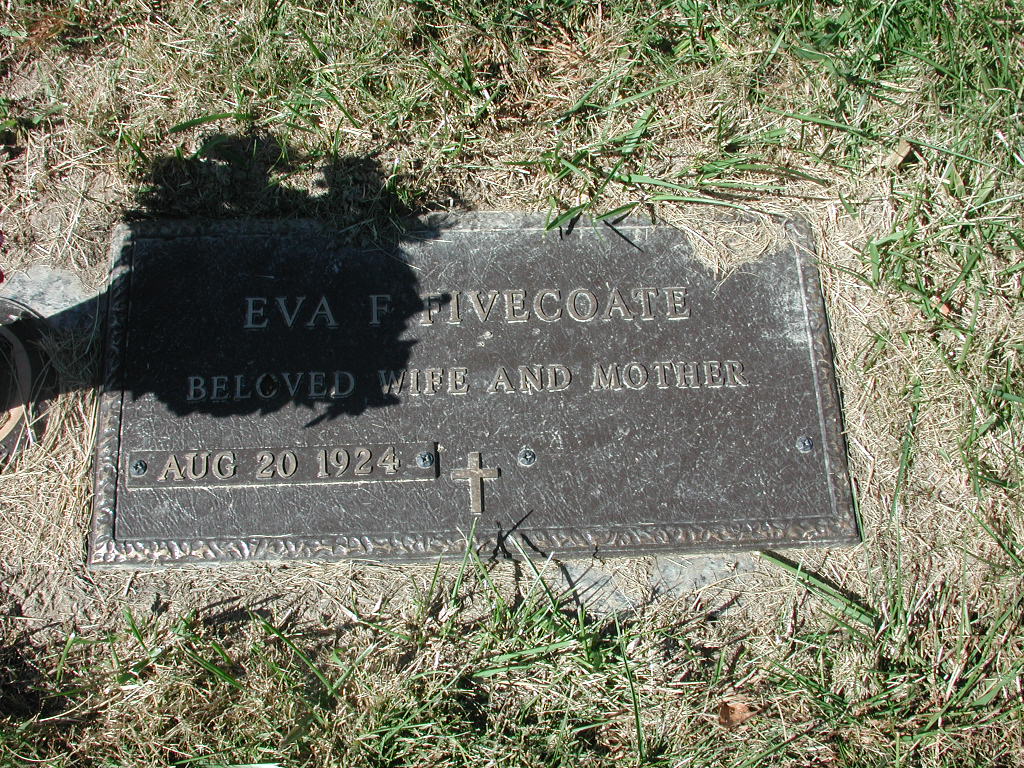 EVA F FIVECOATE
BELOVED WIFE AND MOTHER
AUG 20 1924